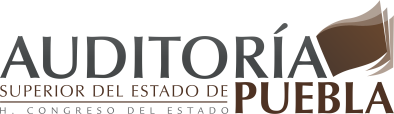 AUDITORÍA
SUPERIOR DEL ESTADO DE
H. CONGRESO DEL ESTADO
PUEBLA